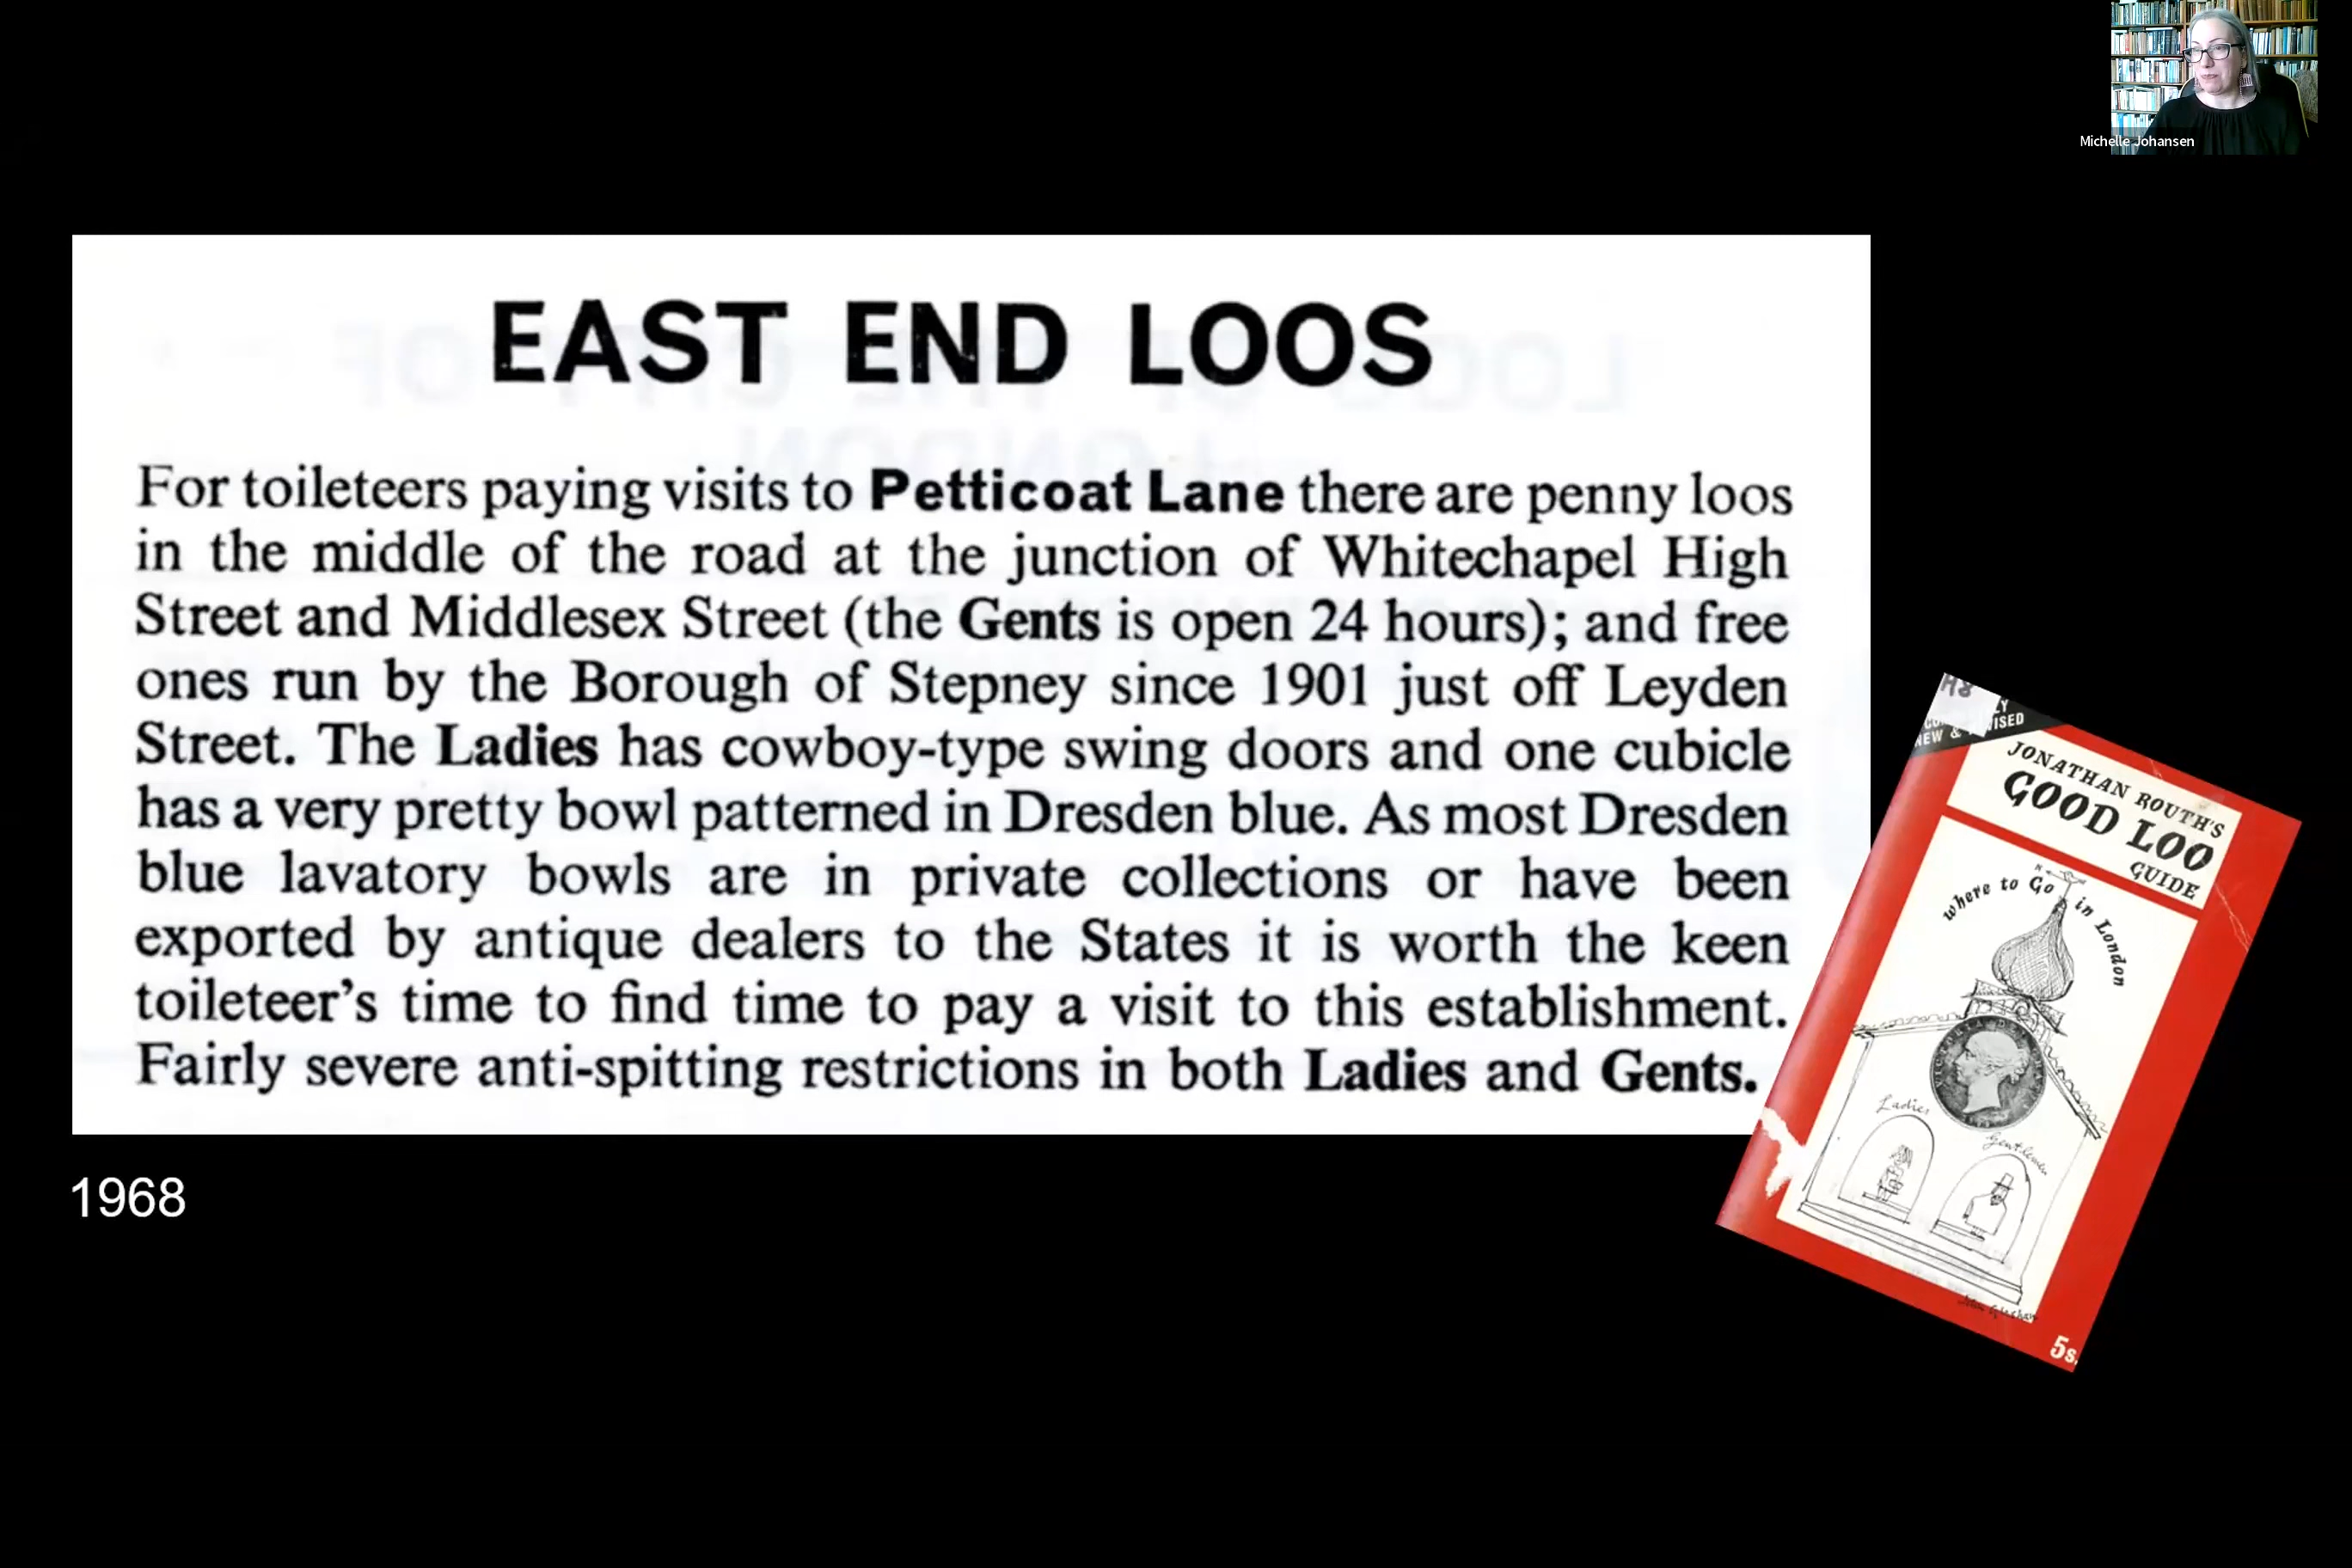 Michelle Johansen
EAST END LOOS
For toileteers paying visits to Petticoat Lane there are penny loos
in the middle of the road at the junction of Whitechapel High
Street and Middlesex Street (the Gents is open 24 hours); and free
ones run by the Borough of Stepney since 1901 just off Leyden
Street. The Ladies has cowboy-type swing doors and one cubicle
has a very pretty bowl patterned in Dresden blue. As most Dresden
blue lavatory bowls are in private collections or have been
exported by antique dealers to the States it is worth the keen
toileteer's time to find time to pay a visit to this establishment.
Fairly severe anti-spitting restrictions in both Ladies and Gents.
1968
NEW &
JONATHAN ROUTH'S
GOOD LOO
GUIDE
Where to Go in London
N
Ladies
Gentlemen
5s.